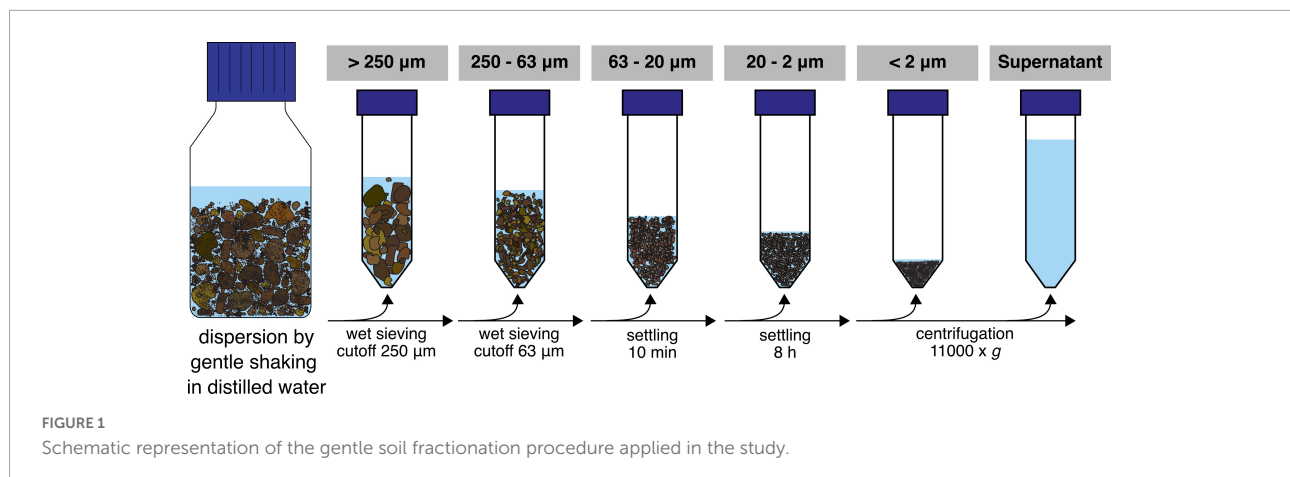 > 250 µm
250 - 63 µm
63 - 20 µm
20 - 2 µm
< 2 µm
Supernatant
dispersion by
gentle shaking
in distilled water
wet sieving
cutoff 250 µm
wet sieving
cutoff 63 µm
settling
10 min
settling
8 h
centrifugation
11000 x g
FIGURE 1
Schematic representation of the gentle soil fractionation procedure applied in the study.